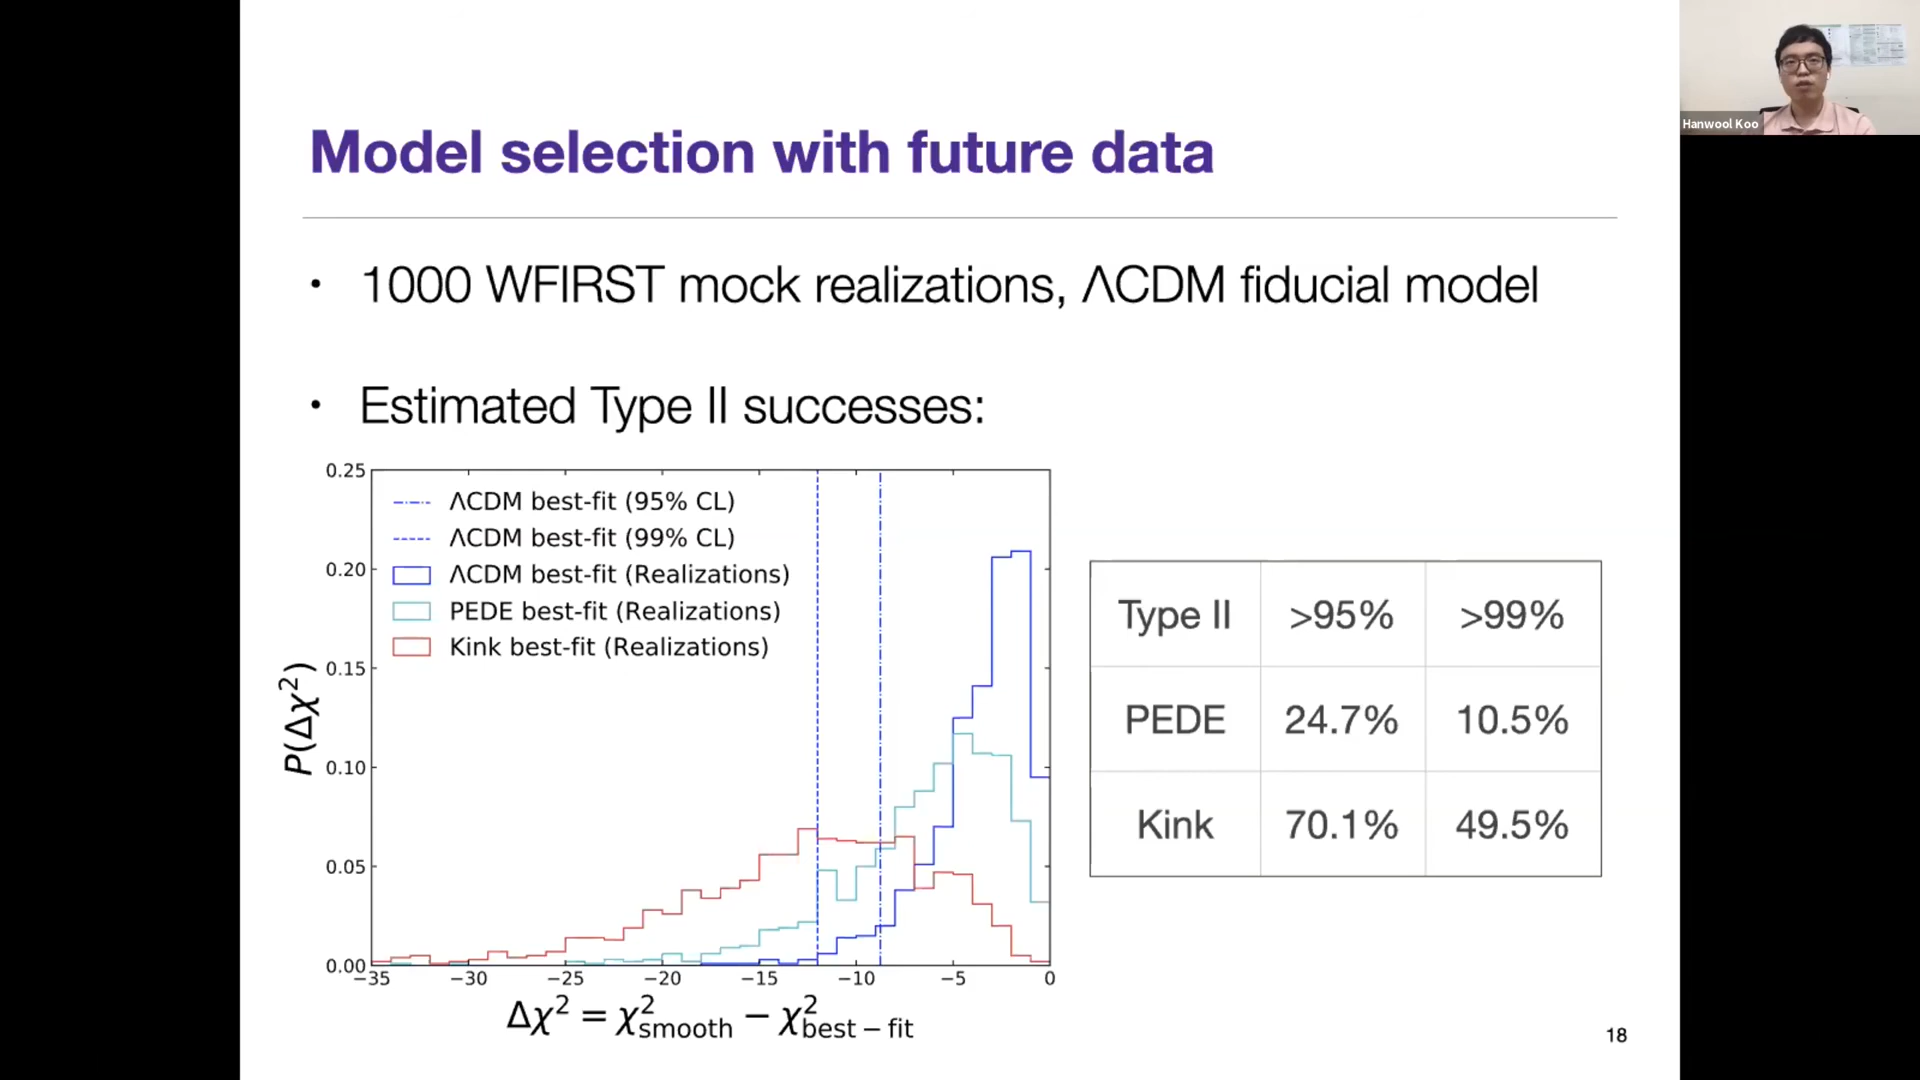 Hanwool Koo
Model selection with future data
• 1000 WFIRST mock realizations, ΛCDM fiducial model
• Estimated Type II successes:
0.25
0.20
0.15
0.10
0.05
0.00
P(Δχ²)
ΛCDM best-fit (95% CL)
ΛCDM best-fit (99% CL)
ΛCDM best-fit (Realizations)
PEDE best-fit (Realizations)
Kink best-fit (Realizations)
−35 −30 −25 −20 −15 −10 −5 0
Δχ² = χ²smooth − χ²best−fit
Type II >95% >99%
PEDE 24.7% 10.5%
Kink 70.1% 49.5%
18